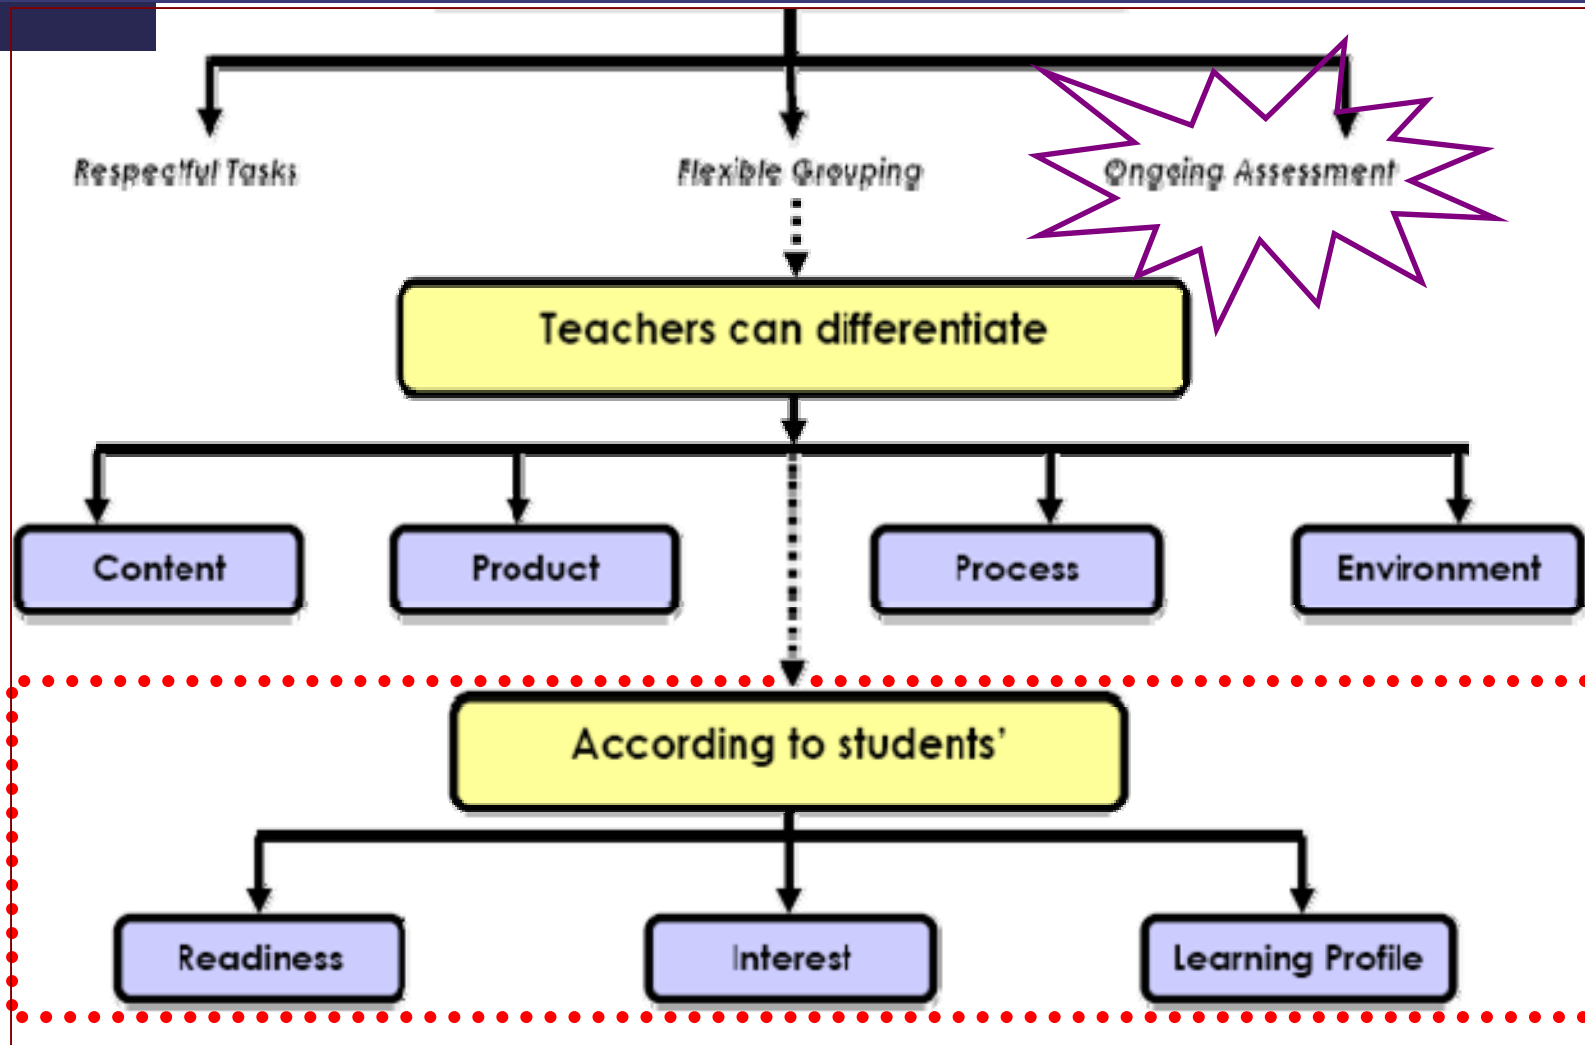 Respectful Tasks
Flexible Grouping
Ongoing Assessment
Teachers can differentiate
Content
Product
Process
Environment
According to students’
Readiness
Interest
Learning Profile